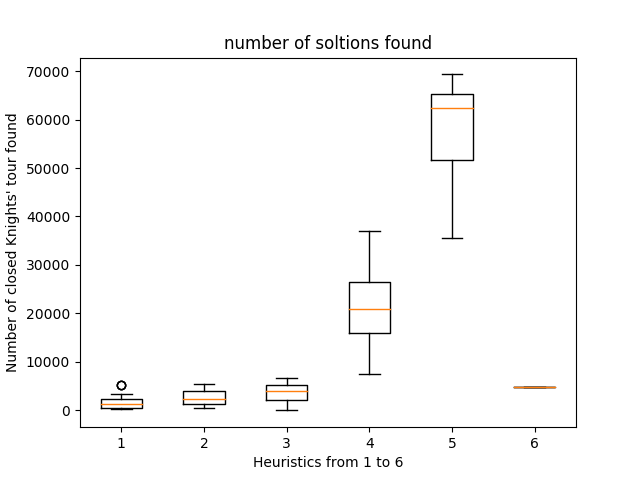 number of soltions found
Number of closed Knights' tour found
70000
60000
50000
40000
30000
20000
10000
0
1 2 3 4 5 6
Heuristics from 1 to 6